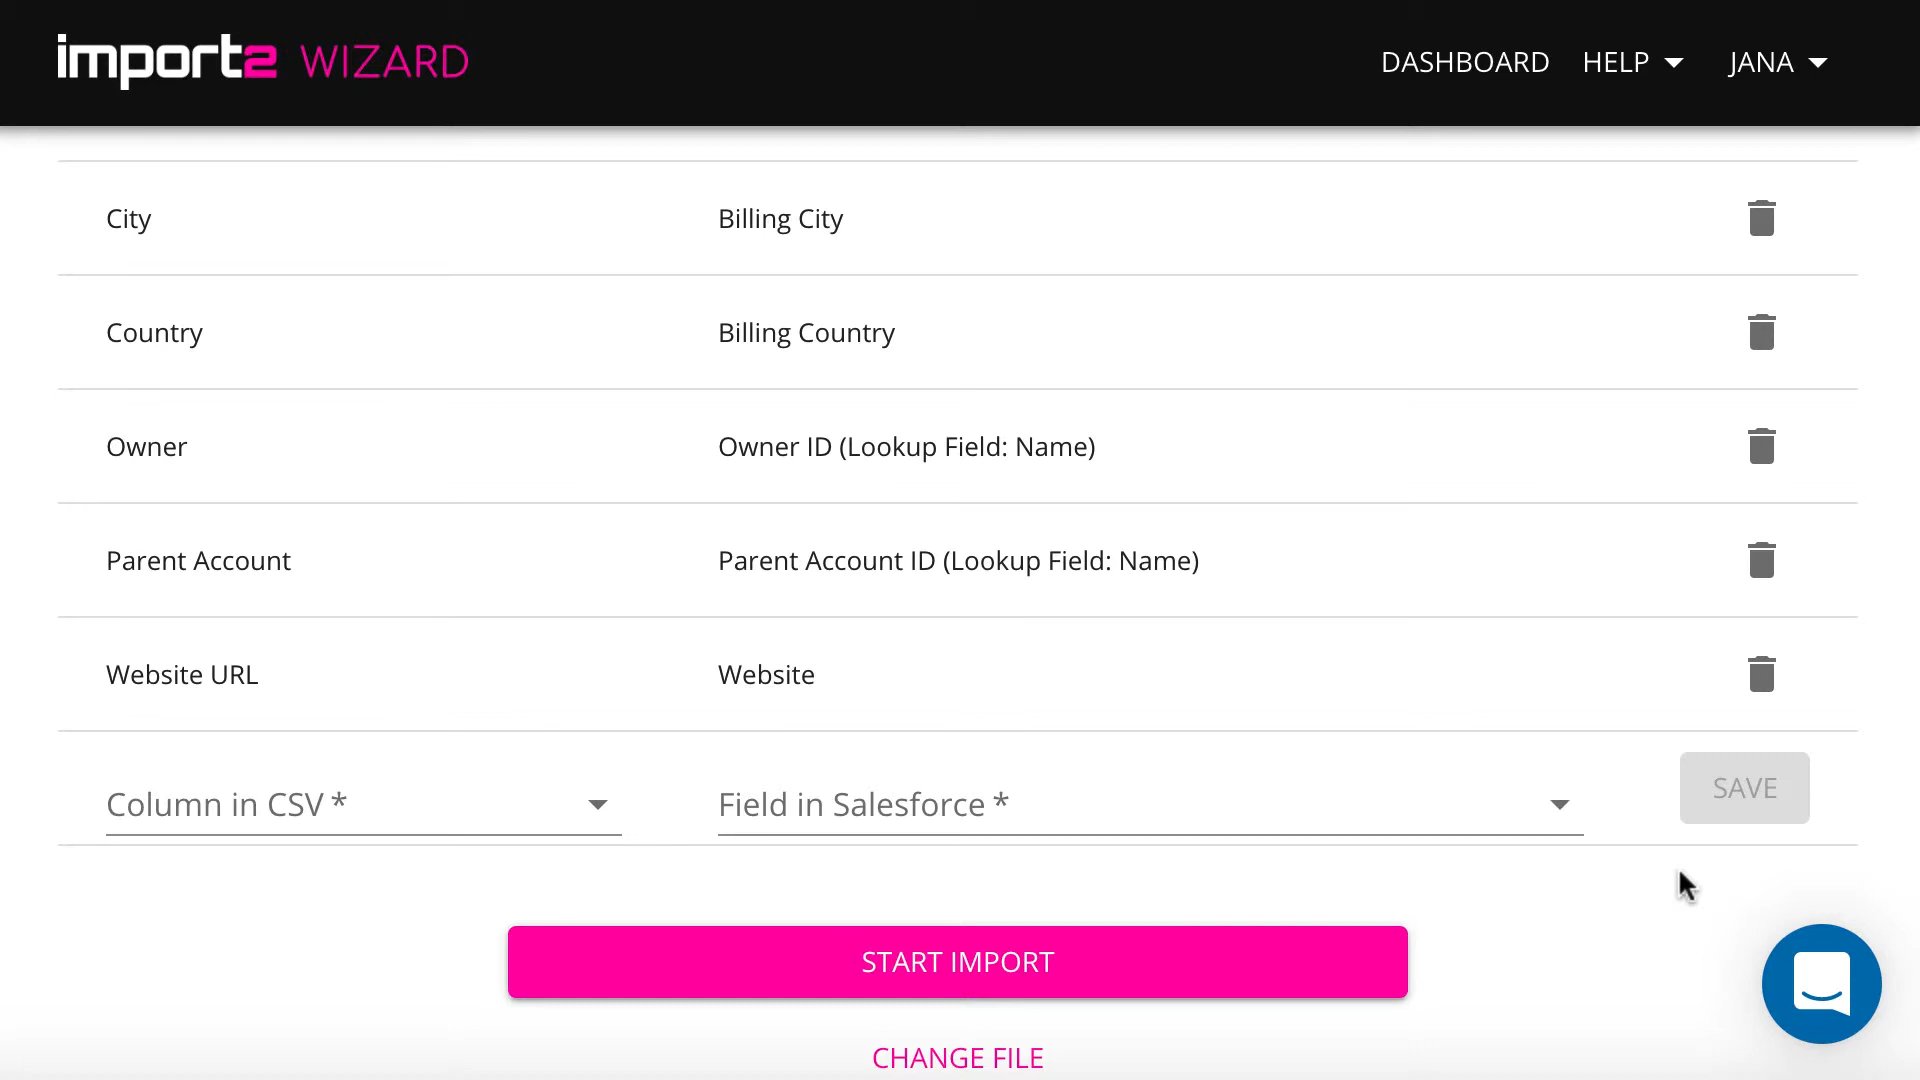 import2 WIZARD DASHBOARD HELP JANA
City Billing City
Country Billing Country
Owner Owner ID (Lookup Field: Name)
Parent Account Parent Account ID (Lookup Field: Name)
Website URL Website
Column in CSV * Field in Salesforce * SAVE
START IMPORT
CHANGE FILE